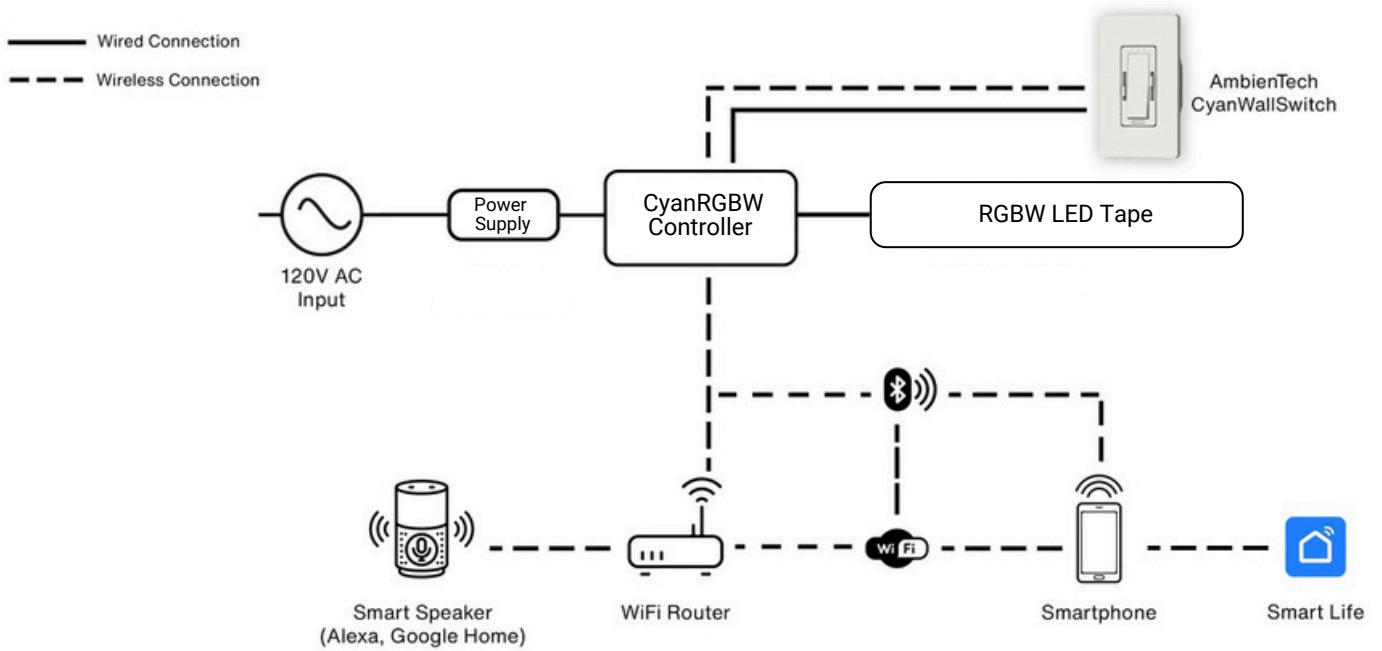 Wired Connection
Wireless Connection
AmbienTech
CyanWallSwitch
Power
Supply
CyanRGBW
Controller
RGBW LED Tape
120V AC
Input
Wi Fi
Smart Speaker
(Alexa, Google Home)
WiFi Router
Smartphone
Smart Life